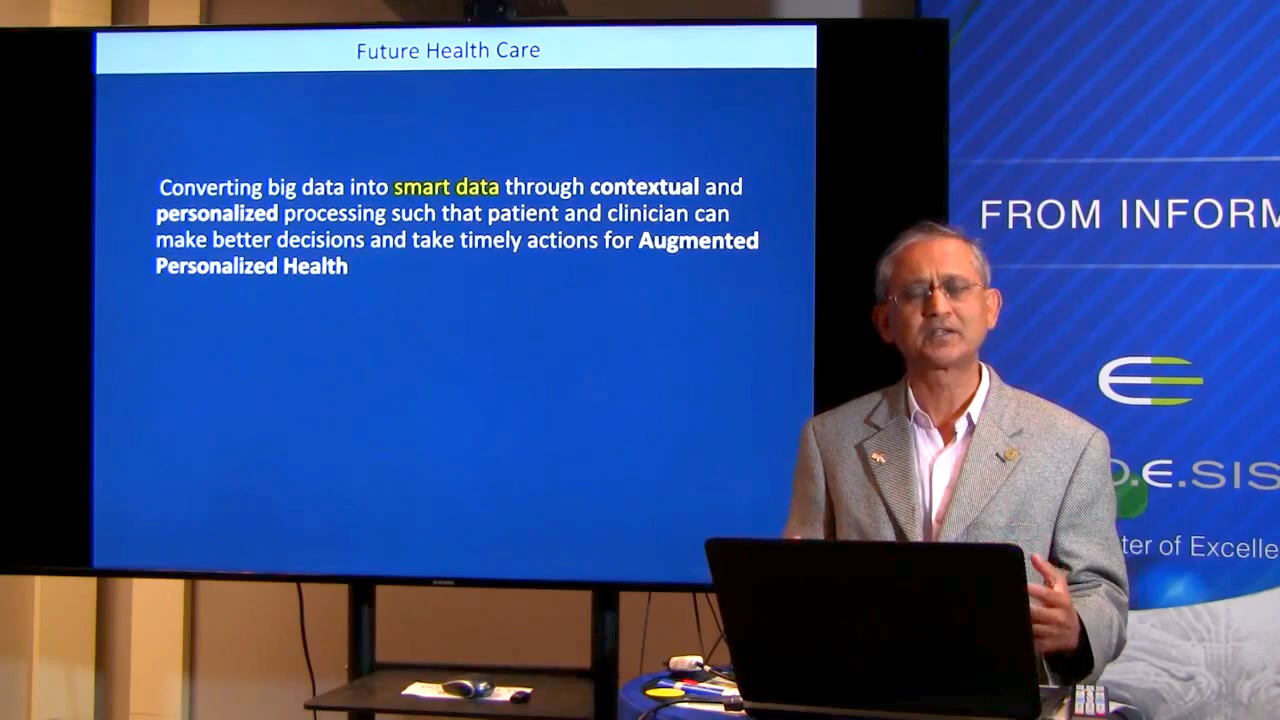 Future Health Care
Converting big data into smart data through contextual and
personalized processing such that patient and clinician can
make better decisions and take timely actions for Augmented
Personalized Health
FROM INFORM
.E.SIS
ter of Excelle